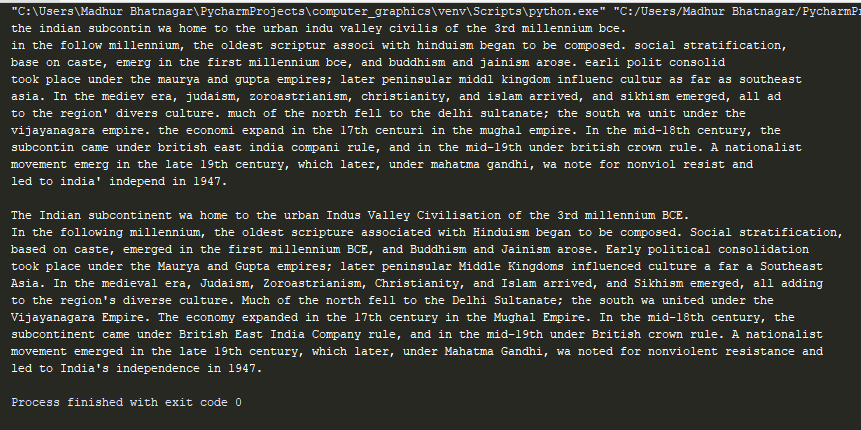 "C:\Users\Madhur Bhatnagar\PycharmProjects\computer_graphics\venv\Scripts\python.exe" "C:/Users/Madhur Bhatnagar/PycharmP
the indian subcontin wa home to the urban indu valley civilis of the 3rd millennium bce.
in the follow millennium, the oldest scriptur associ with hinduism began to be composed. social stratification,
base on caste, emerg in the first millennium bce, and buddhism and jainism arose. earli polit consolid
took place under the maurya and gupta empires; later peninsular middl kingdom influenc cultur as far as southeast
asia. In the mediev era, judaism, zoroastrianism, christianity, and islam arrived, and sikhism emerged, all ad
to the region' divers culture. much of the north fell to the delhi sultanate; the south wa unit under the
vijayanagara empire. the economi expand in the 17th centuri in the mughal empire. In the mid-18th century, the
subcontin came under british east india compani rule, and in the mid-19th under british crown rule. A nationalist
movement emerg in the late 19th century, which later, under mahatma gandhi, wa note for nonviol resist and
led to india' independ in 1947.
The Indian subcontinent wa home to the urban Indus Valley Civilisation of the 3rd millennium BCE.
In the following millennium, the oldest scripture associated with Hinduism began to be composed. Social stratification,
based on caste, emerged in the first millennium BCE, and Buddhism and Jainism arose. Early political consolidation
took place under the Maurya and Gupta empires; later peninsular Middle Kingdoms influenced culture a far a Southeast
Asia. In the medieval era, Judaism, Zoroastrianism, Christianity, and Islam arrived, and Sikhism emerged, all adding
to the region's diverse culture. Much of the north fell to the Delhi Sultanate; the south wa united under the
Vijayanagara Empire. The economy expanded in the 17th century in the Mughal Empire. In the mid-18th century, the
subcontinent came under British East India Company rule, and in the mid-19th under British crown rule. A nationalist
movement emerged in the late 19th century, which later, under Mahatma Gandhi, wa noted for nonviolent resistance and
led to India's independence in 1947.
Process finished with exit code 0